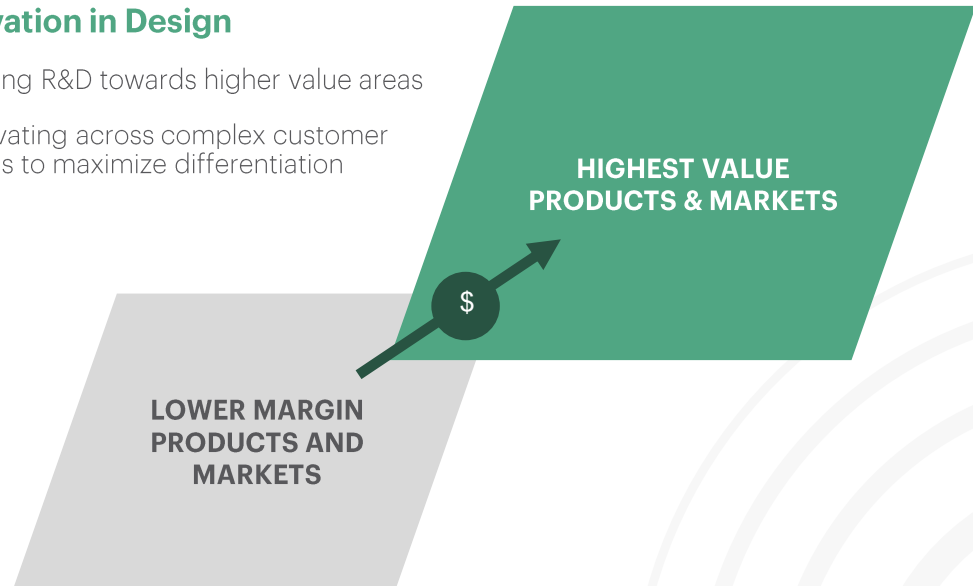 vation in Design
ng R&D towards higher value areas
vating across complex customer
s to maximize differentiation
HIGHEST VALUE
PRODUCTS & MARKETS
$
LOWER MARGIN
PRODUCTS AND
MARKETS